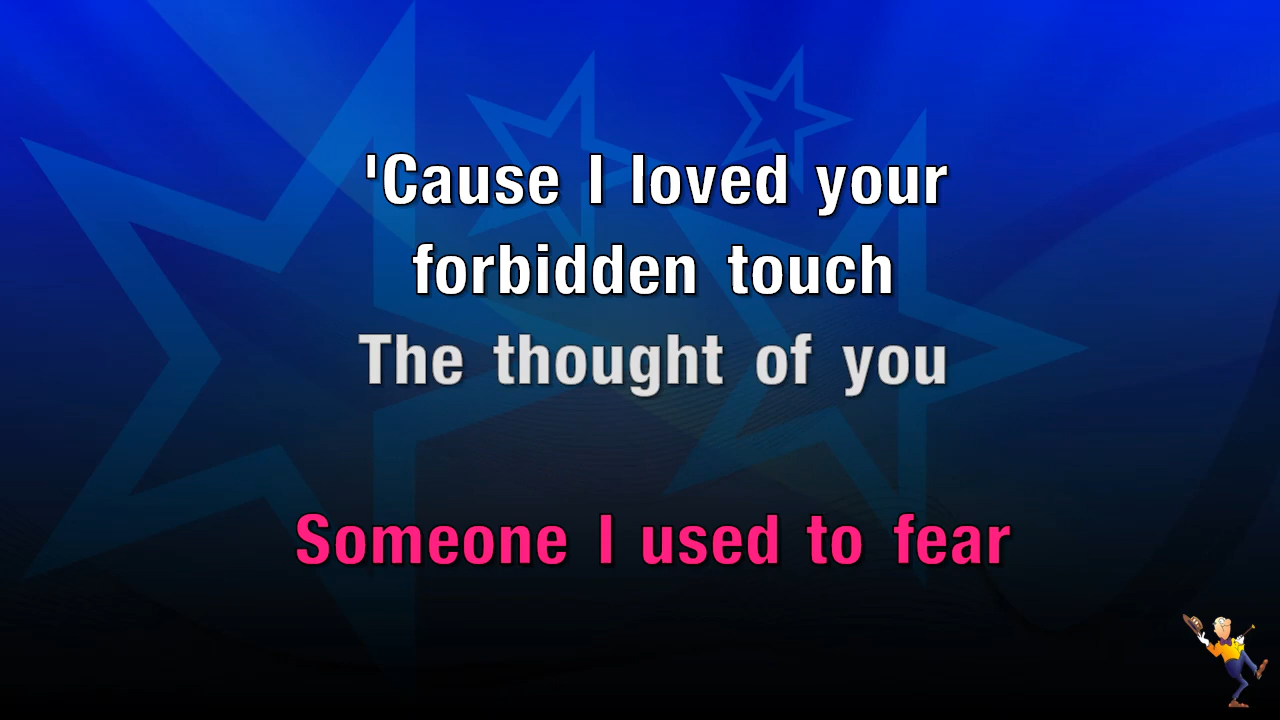 'Cause I loved your
forbidden touch
The thought of you
Someone I used to fear